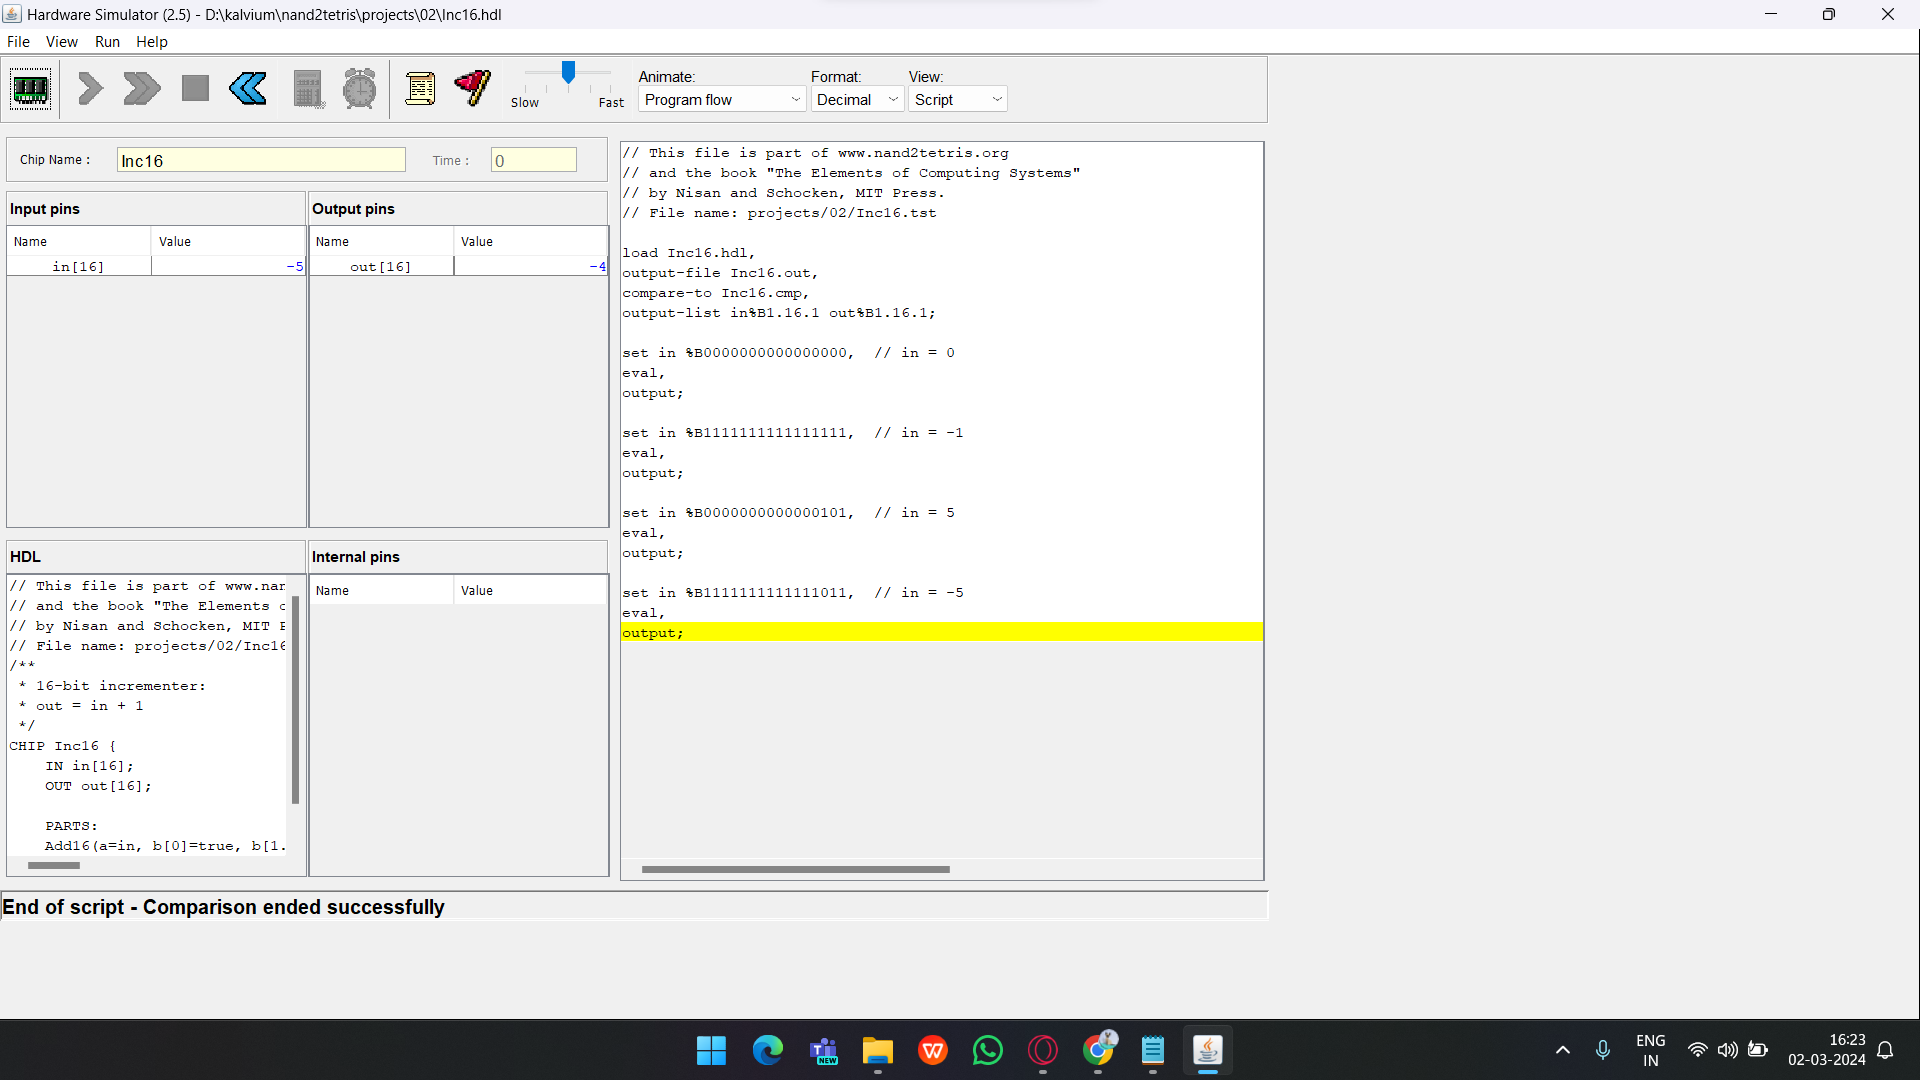 Hardware Simulator (2.5) - D:\kalvium\nand2tetris\projects\02\Inc16.hdl
File View Run Help
Slow Fast
Animate:
Program flow
Format:
Decimal
View:
Script
Chip Name : Inc16 Time : 0
Input pins
Name Value
in[16] -5
Output pins
Name Value
out[16] -4
HDL
// This file is part of www.nan
// and the book "The Elements o
// by Nisan and Schocken, MIT P
// File name: projects/02/Inc16
/**
* 16-bit incrementer:
* out = in + 1
*/
CHIP Inc16 {
IN in[16];
OUT out[16];
PARTS:
Add16(a=in, b[0]=true, b[1.
Internal pins
Name Value
// This file is part of www.nand2tetris.org
// and the book "The Elements of Computing Systems"
// by Nisan and Schocken, MIT Press.
// File name: projects/02/Inc16.tst
load Inc16.hdl,
output-file Inc16.out,
compare-to Inc16.cmp,
output-list in%B1.16.1 out%B1.16.1;
set in %B0000000000000000,  // in = 0
eval,
output;
set in %B1111111111111111,  // in = -1
eval,
output;
set in %B0000000000000101,  // in = 5
eval,
output;
set in %B1111111111111011,  // in = -5
eval,
output;
End of script - Comparison ended successfully
NEW
ENG
IN
16:23
02-03-2024